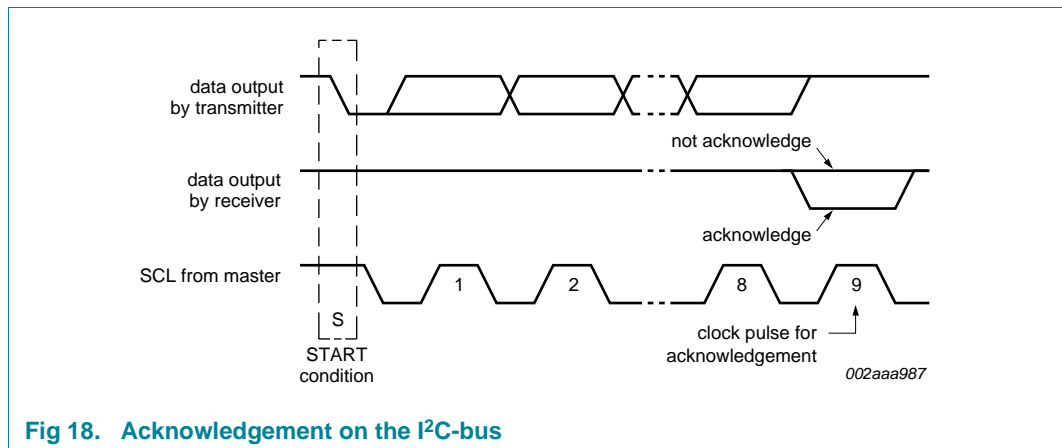 data output
by transmitter
not acknowledge
data output
by receiver
acknowledge
SCL from master
1
2
8
9
S
START
condition
clock pulse for
acknowledgement
002aaa987
Fig 18. Acknowledgement on the I²C-bus